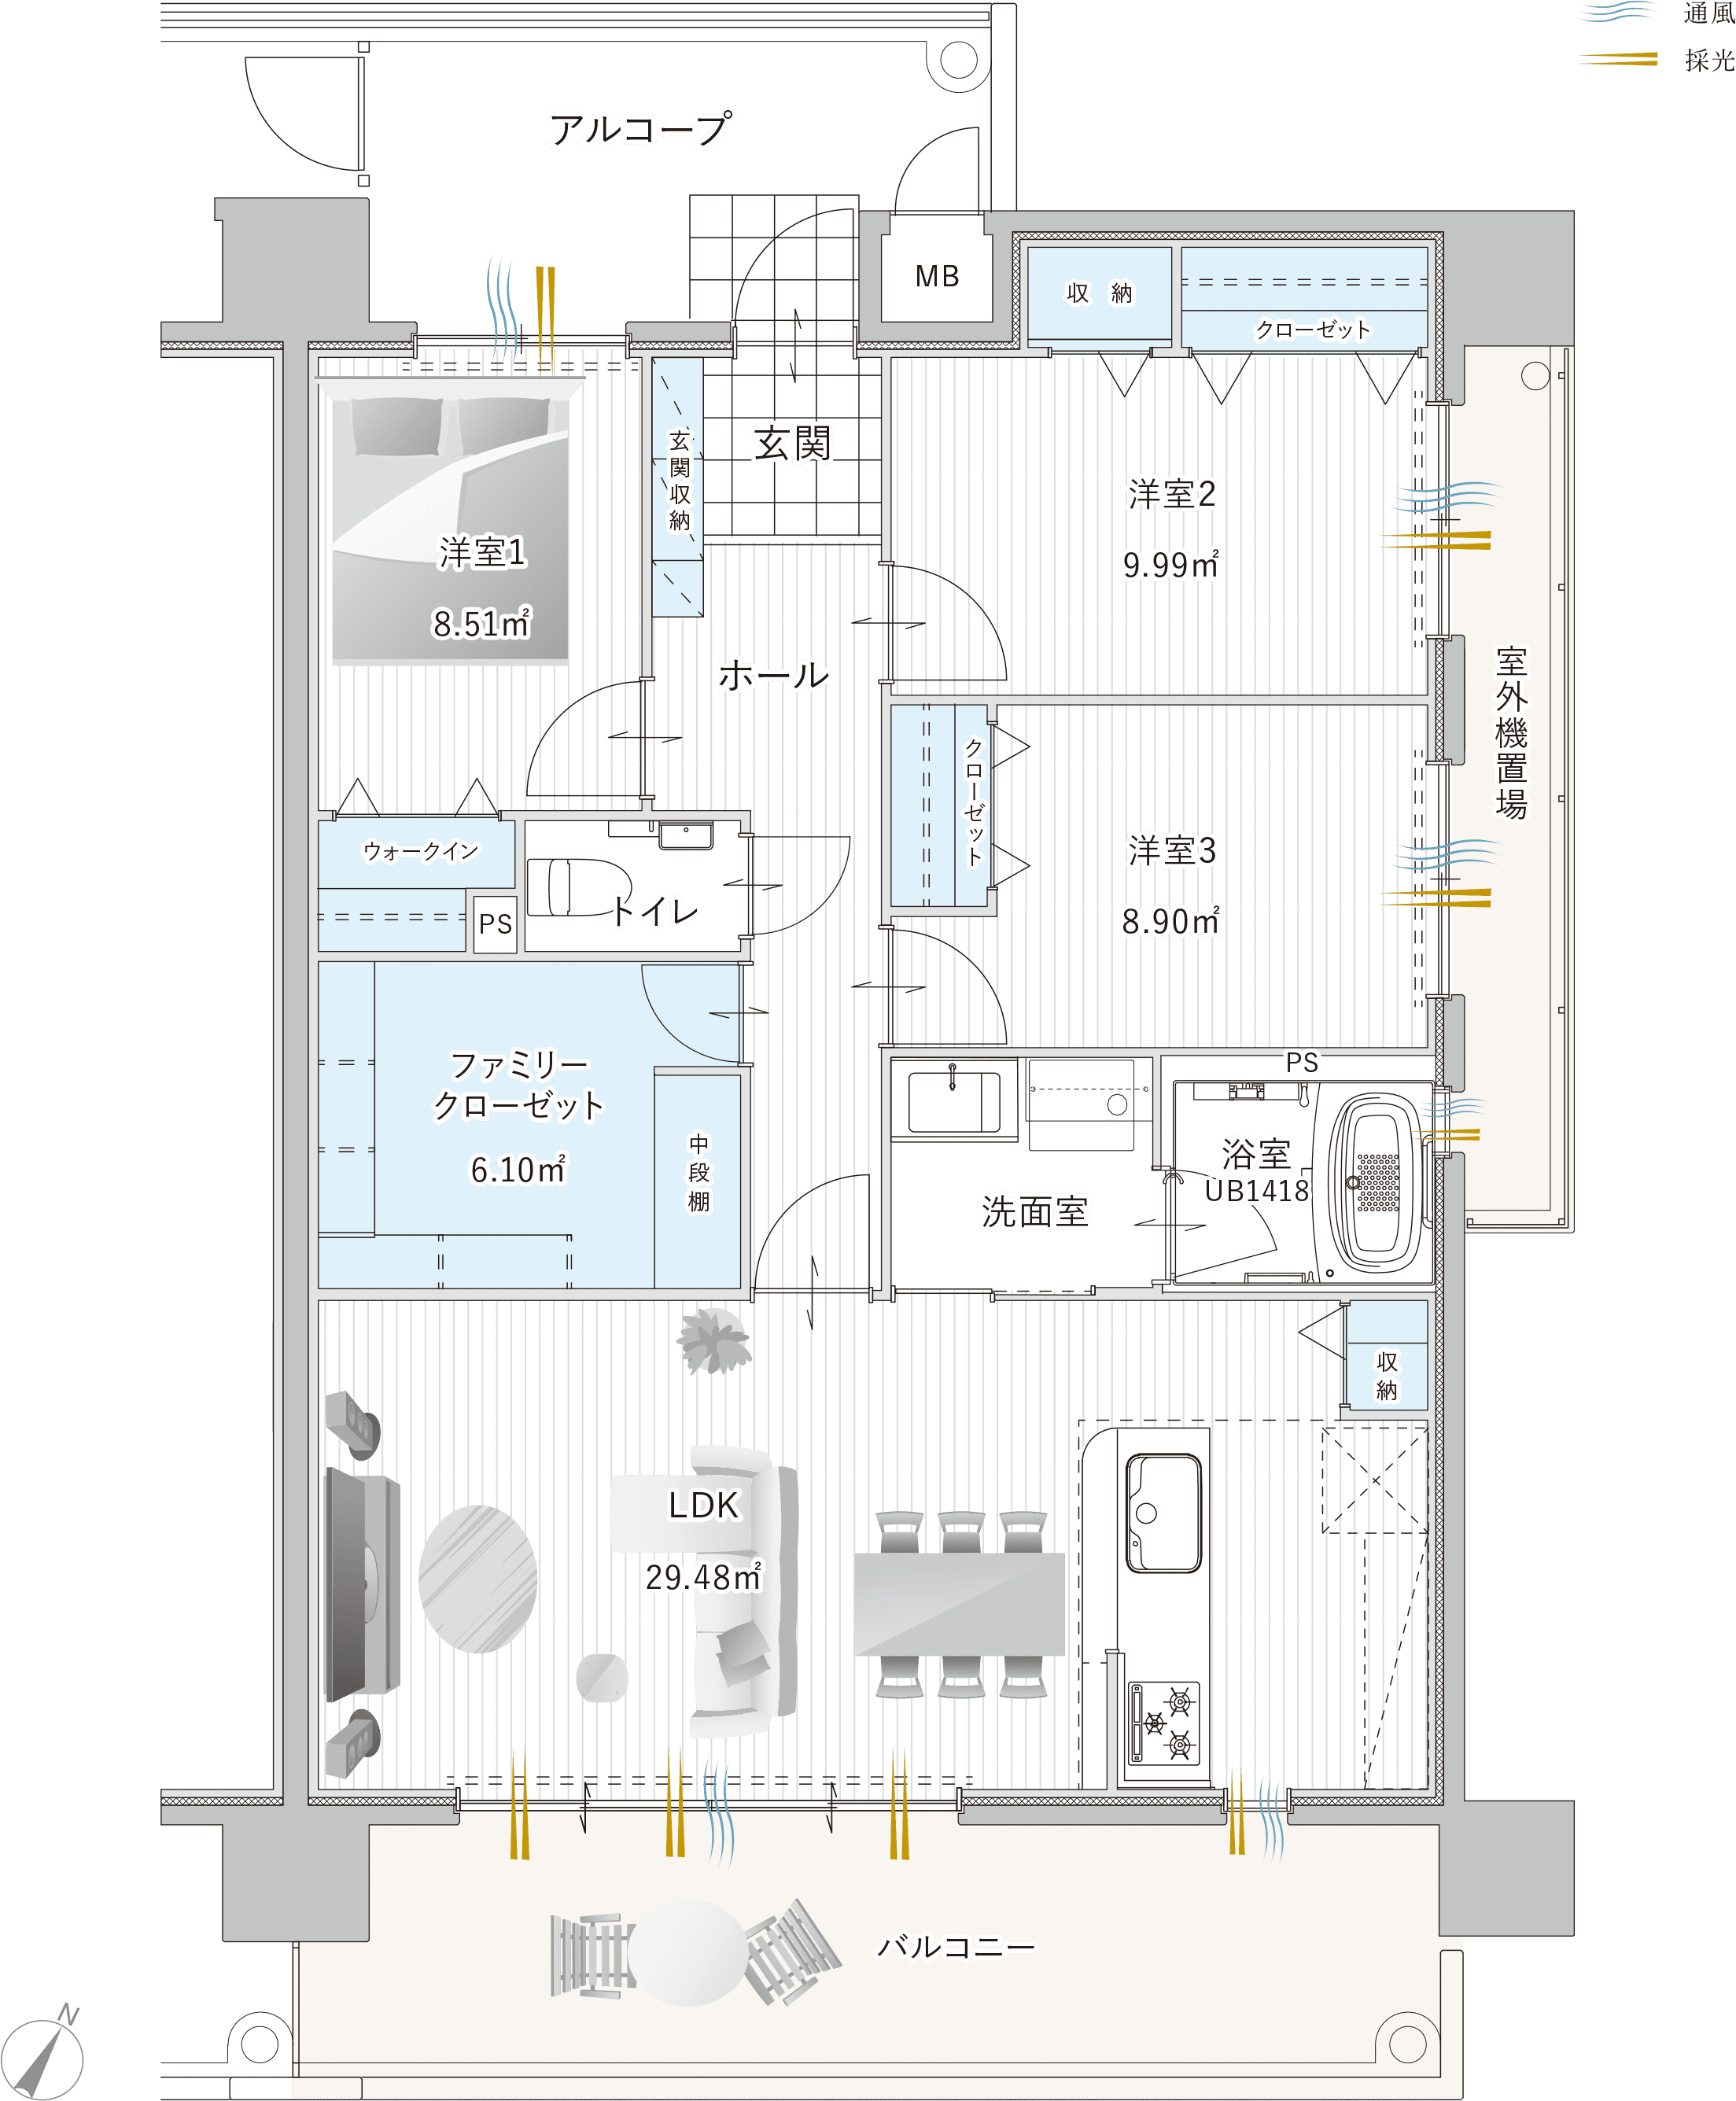 通風
採光
アルコープ
MB
収 納
クローゼット
玄関
玄関収納
洋室2
9.99㎡
洋室1
8.51㎡
ホール
室外機置場
クローゼット
洋室3
8.90㎡
ウォークイン
PS
トイレ
ファミリー
クローゼット
6.10㎡
中段棚
PS
浴室
UB1418
洗面室
収納
LDK
29.48㎡
バルコニー
N